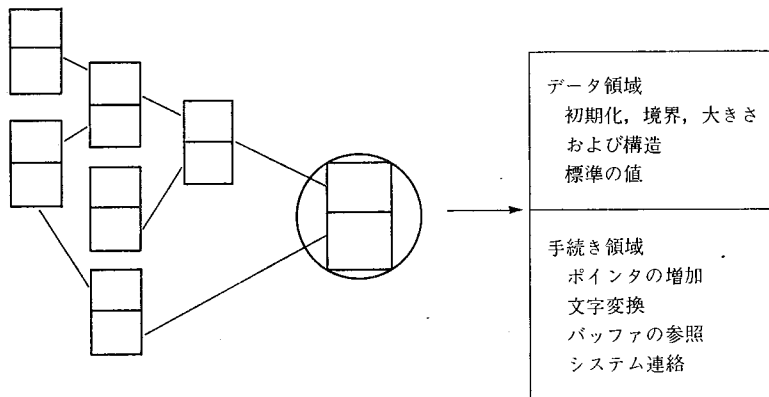 データ領域
初期化,境界,大きさ
および構造
標準の値
手続き領域
ポインタの増加
文字変換
バッファの参照
システム連絡